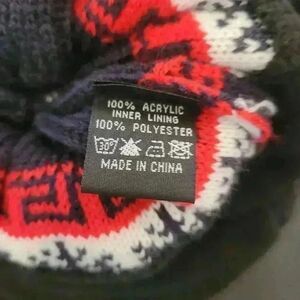 100% ACRYLIC
INNER LINING
100% POLYESTER
30°
MADE IN CHINA